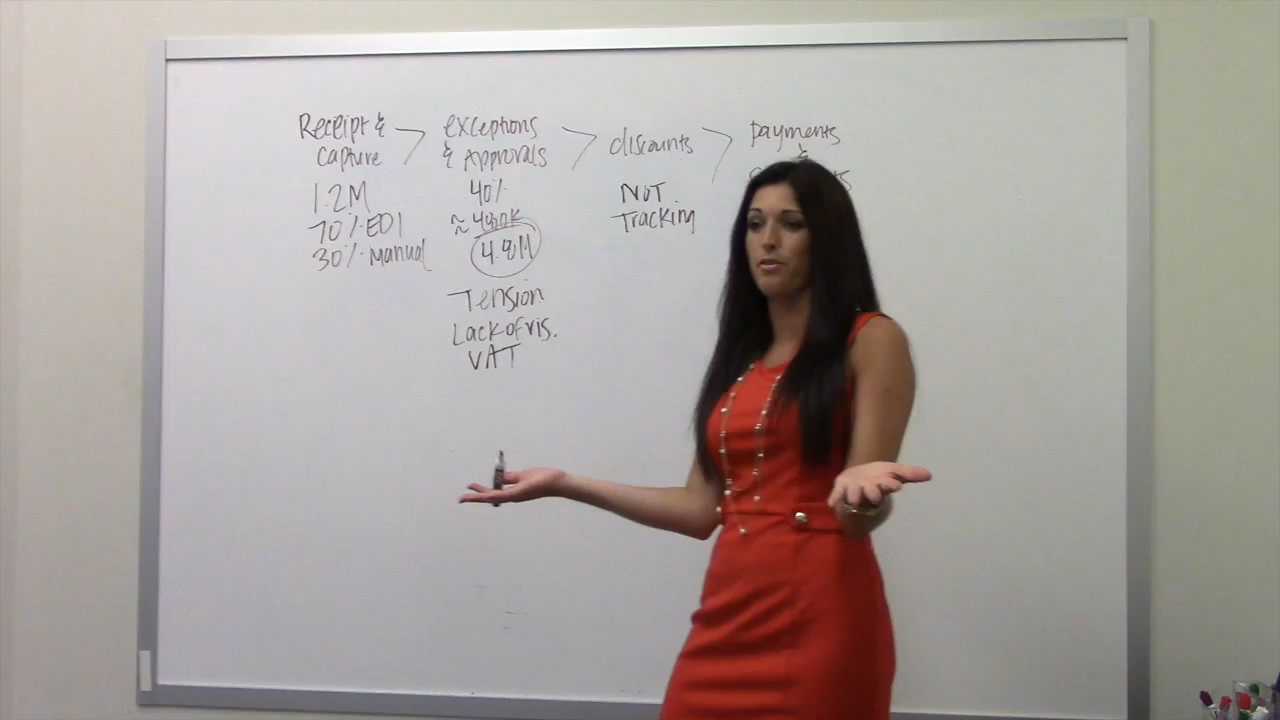 Receipt &
Capture
1.2M
70% EDI
30% Manual
exceptions
& Approvals
40%
4.8M
Tension
Lack of vis.
VAT
discounts
NOT
Tracking
payments
&